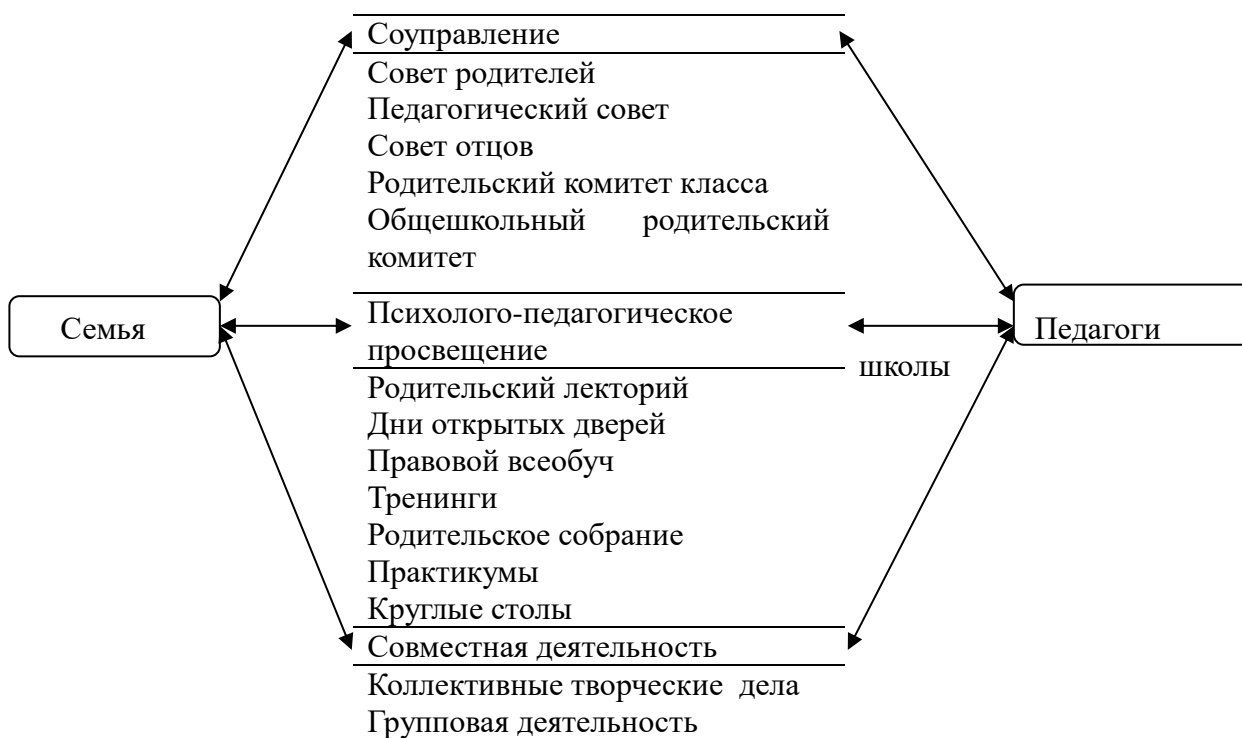 Соуправление
Совет родителей
Педагогический совет
Совет отцов
Родительский комитет класса
Общешкольный родительский
комитет
Семья
Психолого-педагогическое
просвещение
Педагоги
школы
Родительский лекторий
Дни открытых дверей
Правовой всеобуч
Тренинги
Родительское собрание
Практикумы
Круглые столы
Совместная деятельность
Коллективные творческие дела
Групповая деятельность